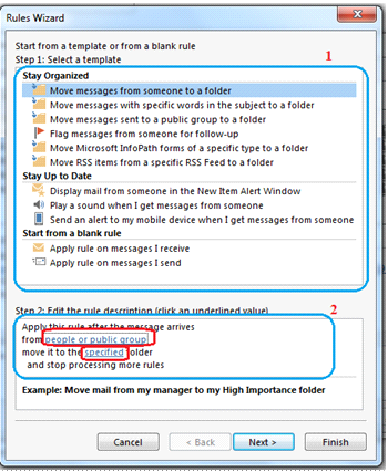 Rules Wizard
Start from a template or from a blank rule
Step 1: Select a template
1
Stay Organized
Move messages from someone to a folder
Move messages with specific words in the subject to a folder
Move messages sent to a public group to a folder
Flag messages from someone for follow-up
Move Microsoft InfoPath forms of a specific type to a folder
Move RSS items from a specific RSS Feed to a folder
Stay Up to Date
Display mail from someone in the New Item Alert Window
Play a sound when I get messages from someone
Send an alert to my mobile device when I get messages from someone
Start from a blank rule
Apply rule on messages I receive
Apply rule on messages I send
Step 2: Edit the rule description (click an underlined value)
2
Apply this rule after the message arrives
from people or public group
move it to the specified folder
and stop processing more rules
Example: Move mail from my manager to my High Importance folder
Cancel < Back Next > Finish